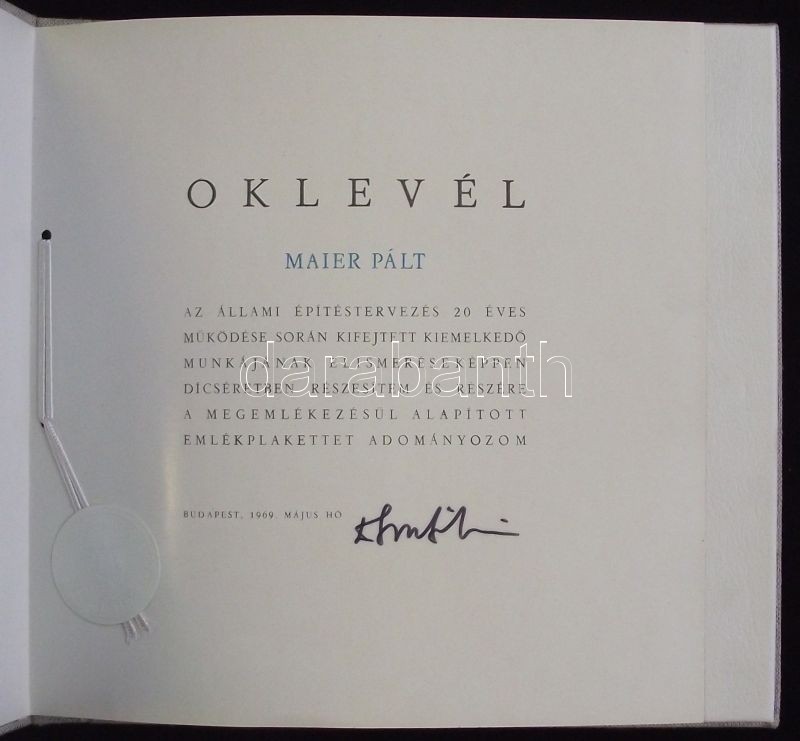 OKLEVÉL
MAIER PÁLT
AZ ÁLLAMI ÉPÍTÉSTERVEZÉS 20 ÉVES
MŰKÖDÉSE SORÁN KIFEJTETT KIEMELKEDŐ
MUNKÁJÁNAK ELISMERÉSEKÉPPEN
DÍCSÉRETBEN RÉSZESÍTEM ÉS RÉSZÉRE
A MEGEMLÉKEZÉSÜL ALAPÍTOTT
EMLÉKPLAKETTET ADOMÁNYOZOM
BUDAPEST, 1969. MÁJUS HÓ
darabanth